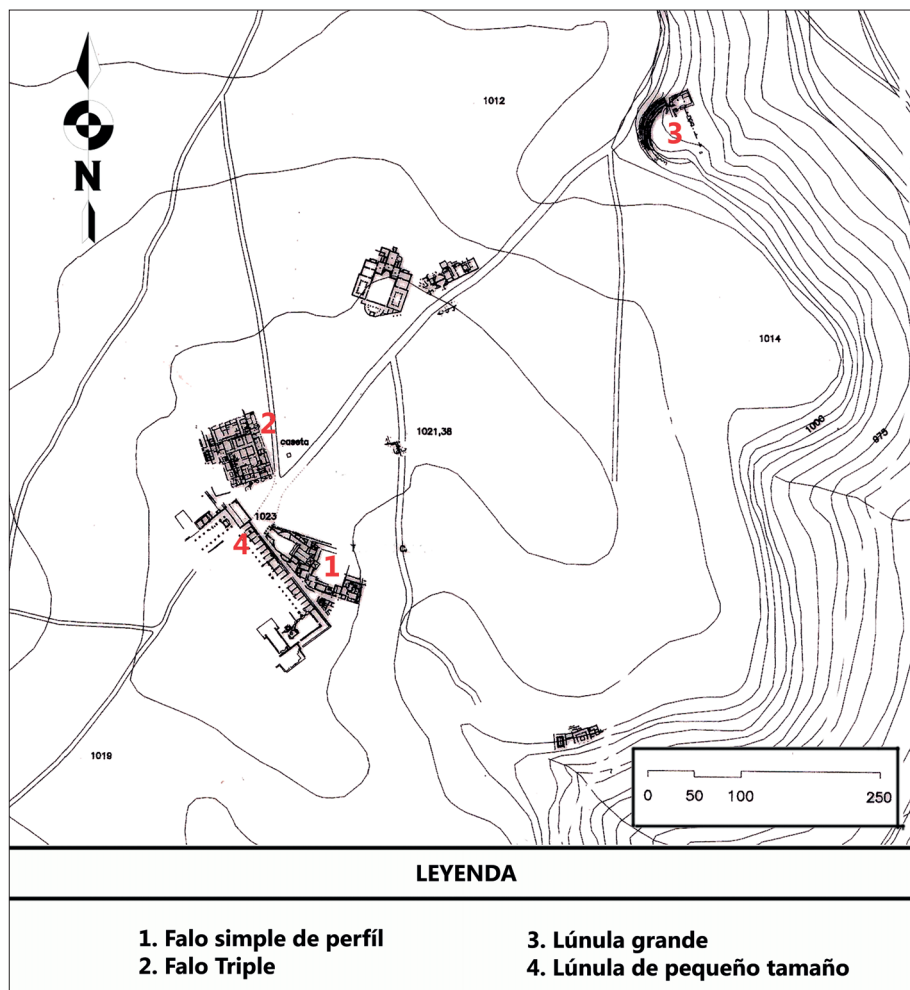 1012
3
N
1014
2
caseta
1021,38
1000
975
1023
4
1
1019
0 50 100 250
LEYENDA
1. Falo simple de perfíl
2. Falo Triple
3. Lúnula grande
4. Lúnula de pequeño tamaño